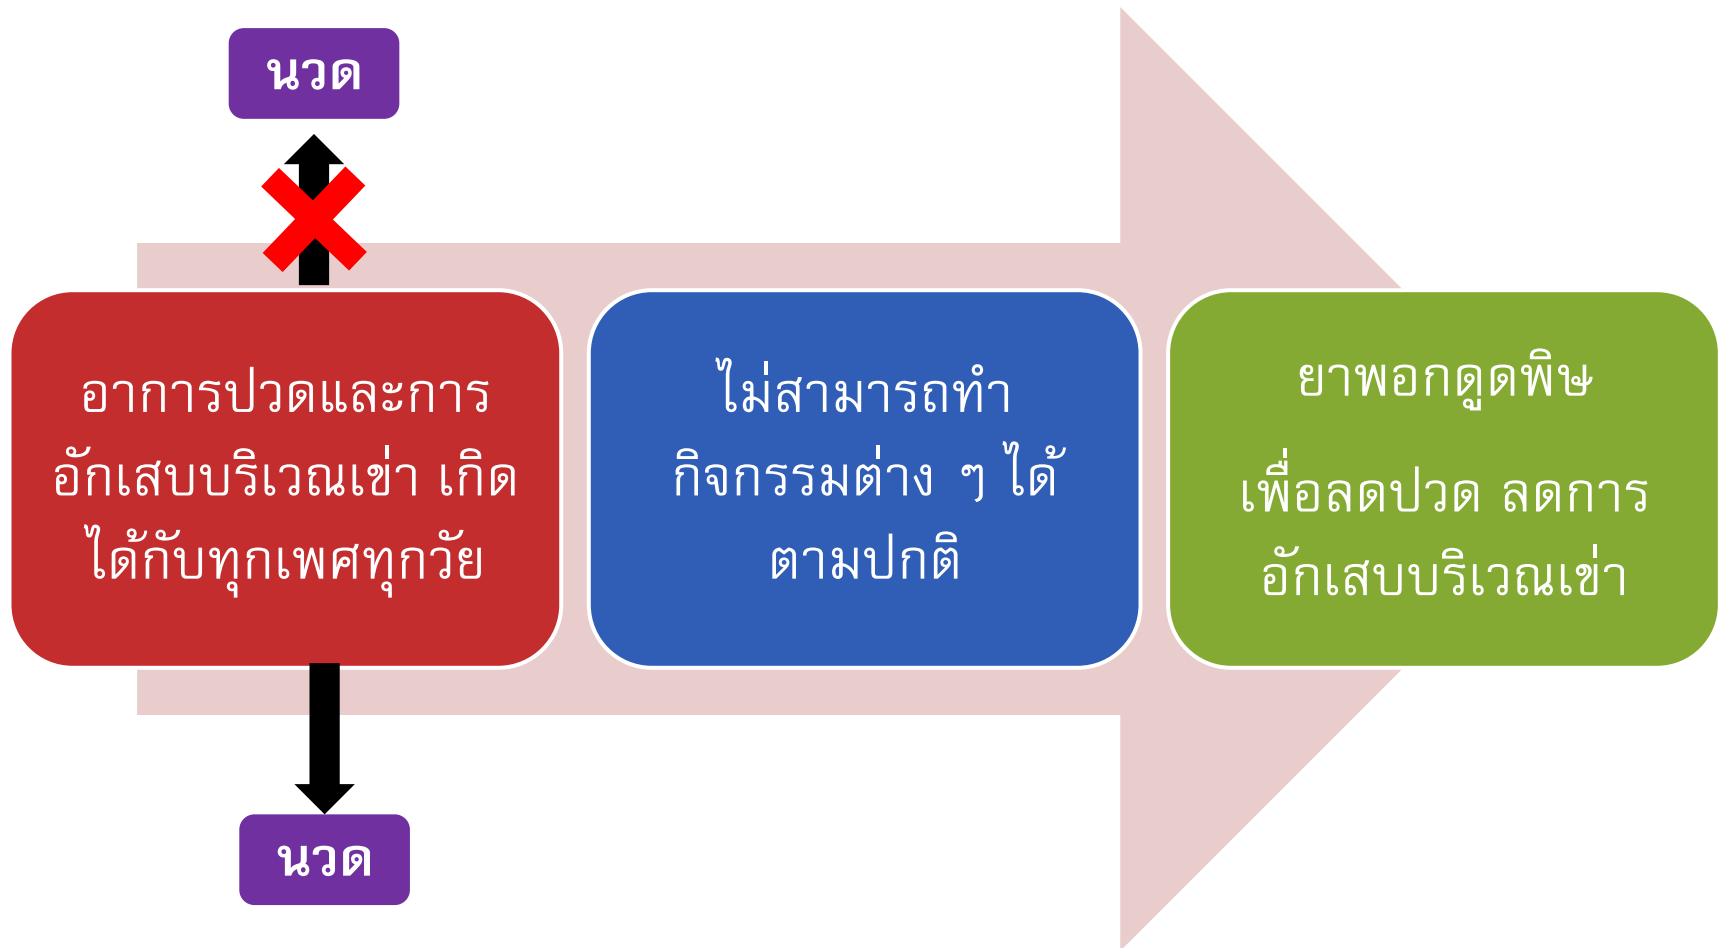 นวด
อาการปวดและการ
อักเสบบริเวณเข่า เกิด
ได้กับทุกเพศทุกวัย
ไม่สามารถทำ
กิจกรรมต่าง ๆ ได้
ตามปกติ
ยาพอกดูดพิษ
เพื่อลดปวด ลดการ
อักเสบบริเวณเข่า
นวด